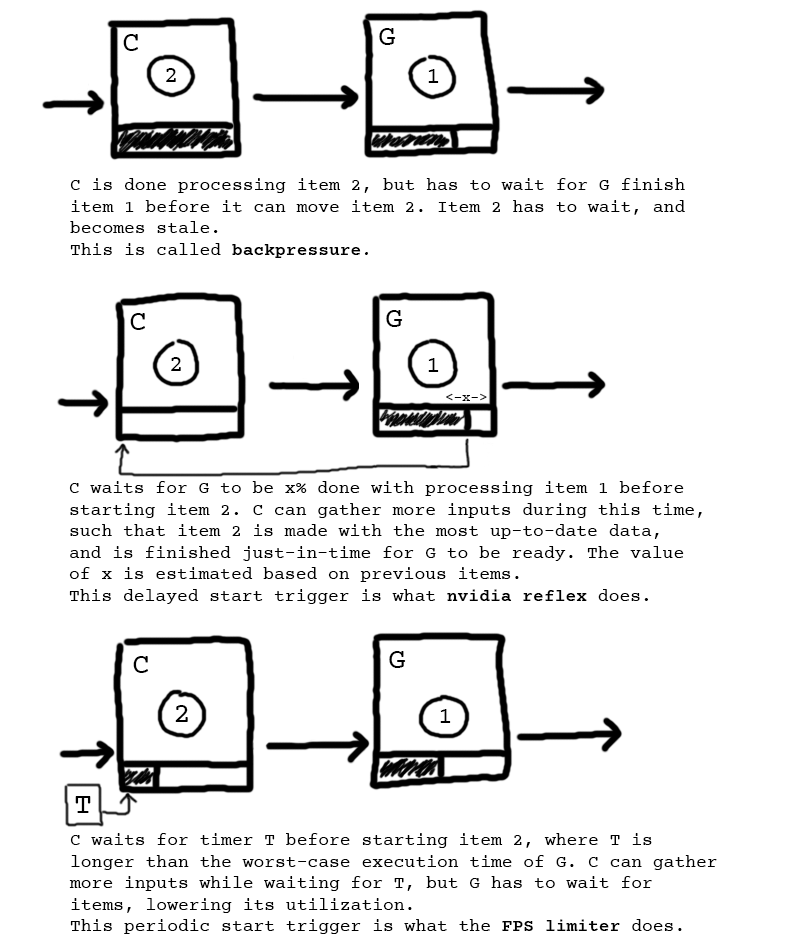 C
G
2
1
C is done processing item 2, but has to wait for G finish
item 1 before it can move item 2. Item 2 has to wait, and
becomes stale.
This is called backpressure.
C
G
2
1
<-x->
C waits for G to be x% done with processing item 1 before
starting item 2. C can gather more inputs during this time,
such that item 2 is made with the most up-to-date data,
and is finished just-in-time for G to be ready. The value
of x is estimated based on previous items.
This delayed start trigger is what nvidia reflex does.
C
G
2
1
T
C waits for timer T before starting item 2, where T is
longer than the worst-case execution time of G. C can gather
more inputs while waiting for T, but G has to wait for
items, lowering its utilization.
This periodic start trigger is what the FPS limiter does.